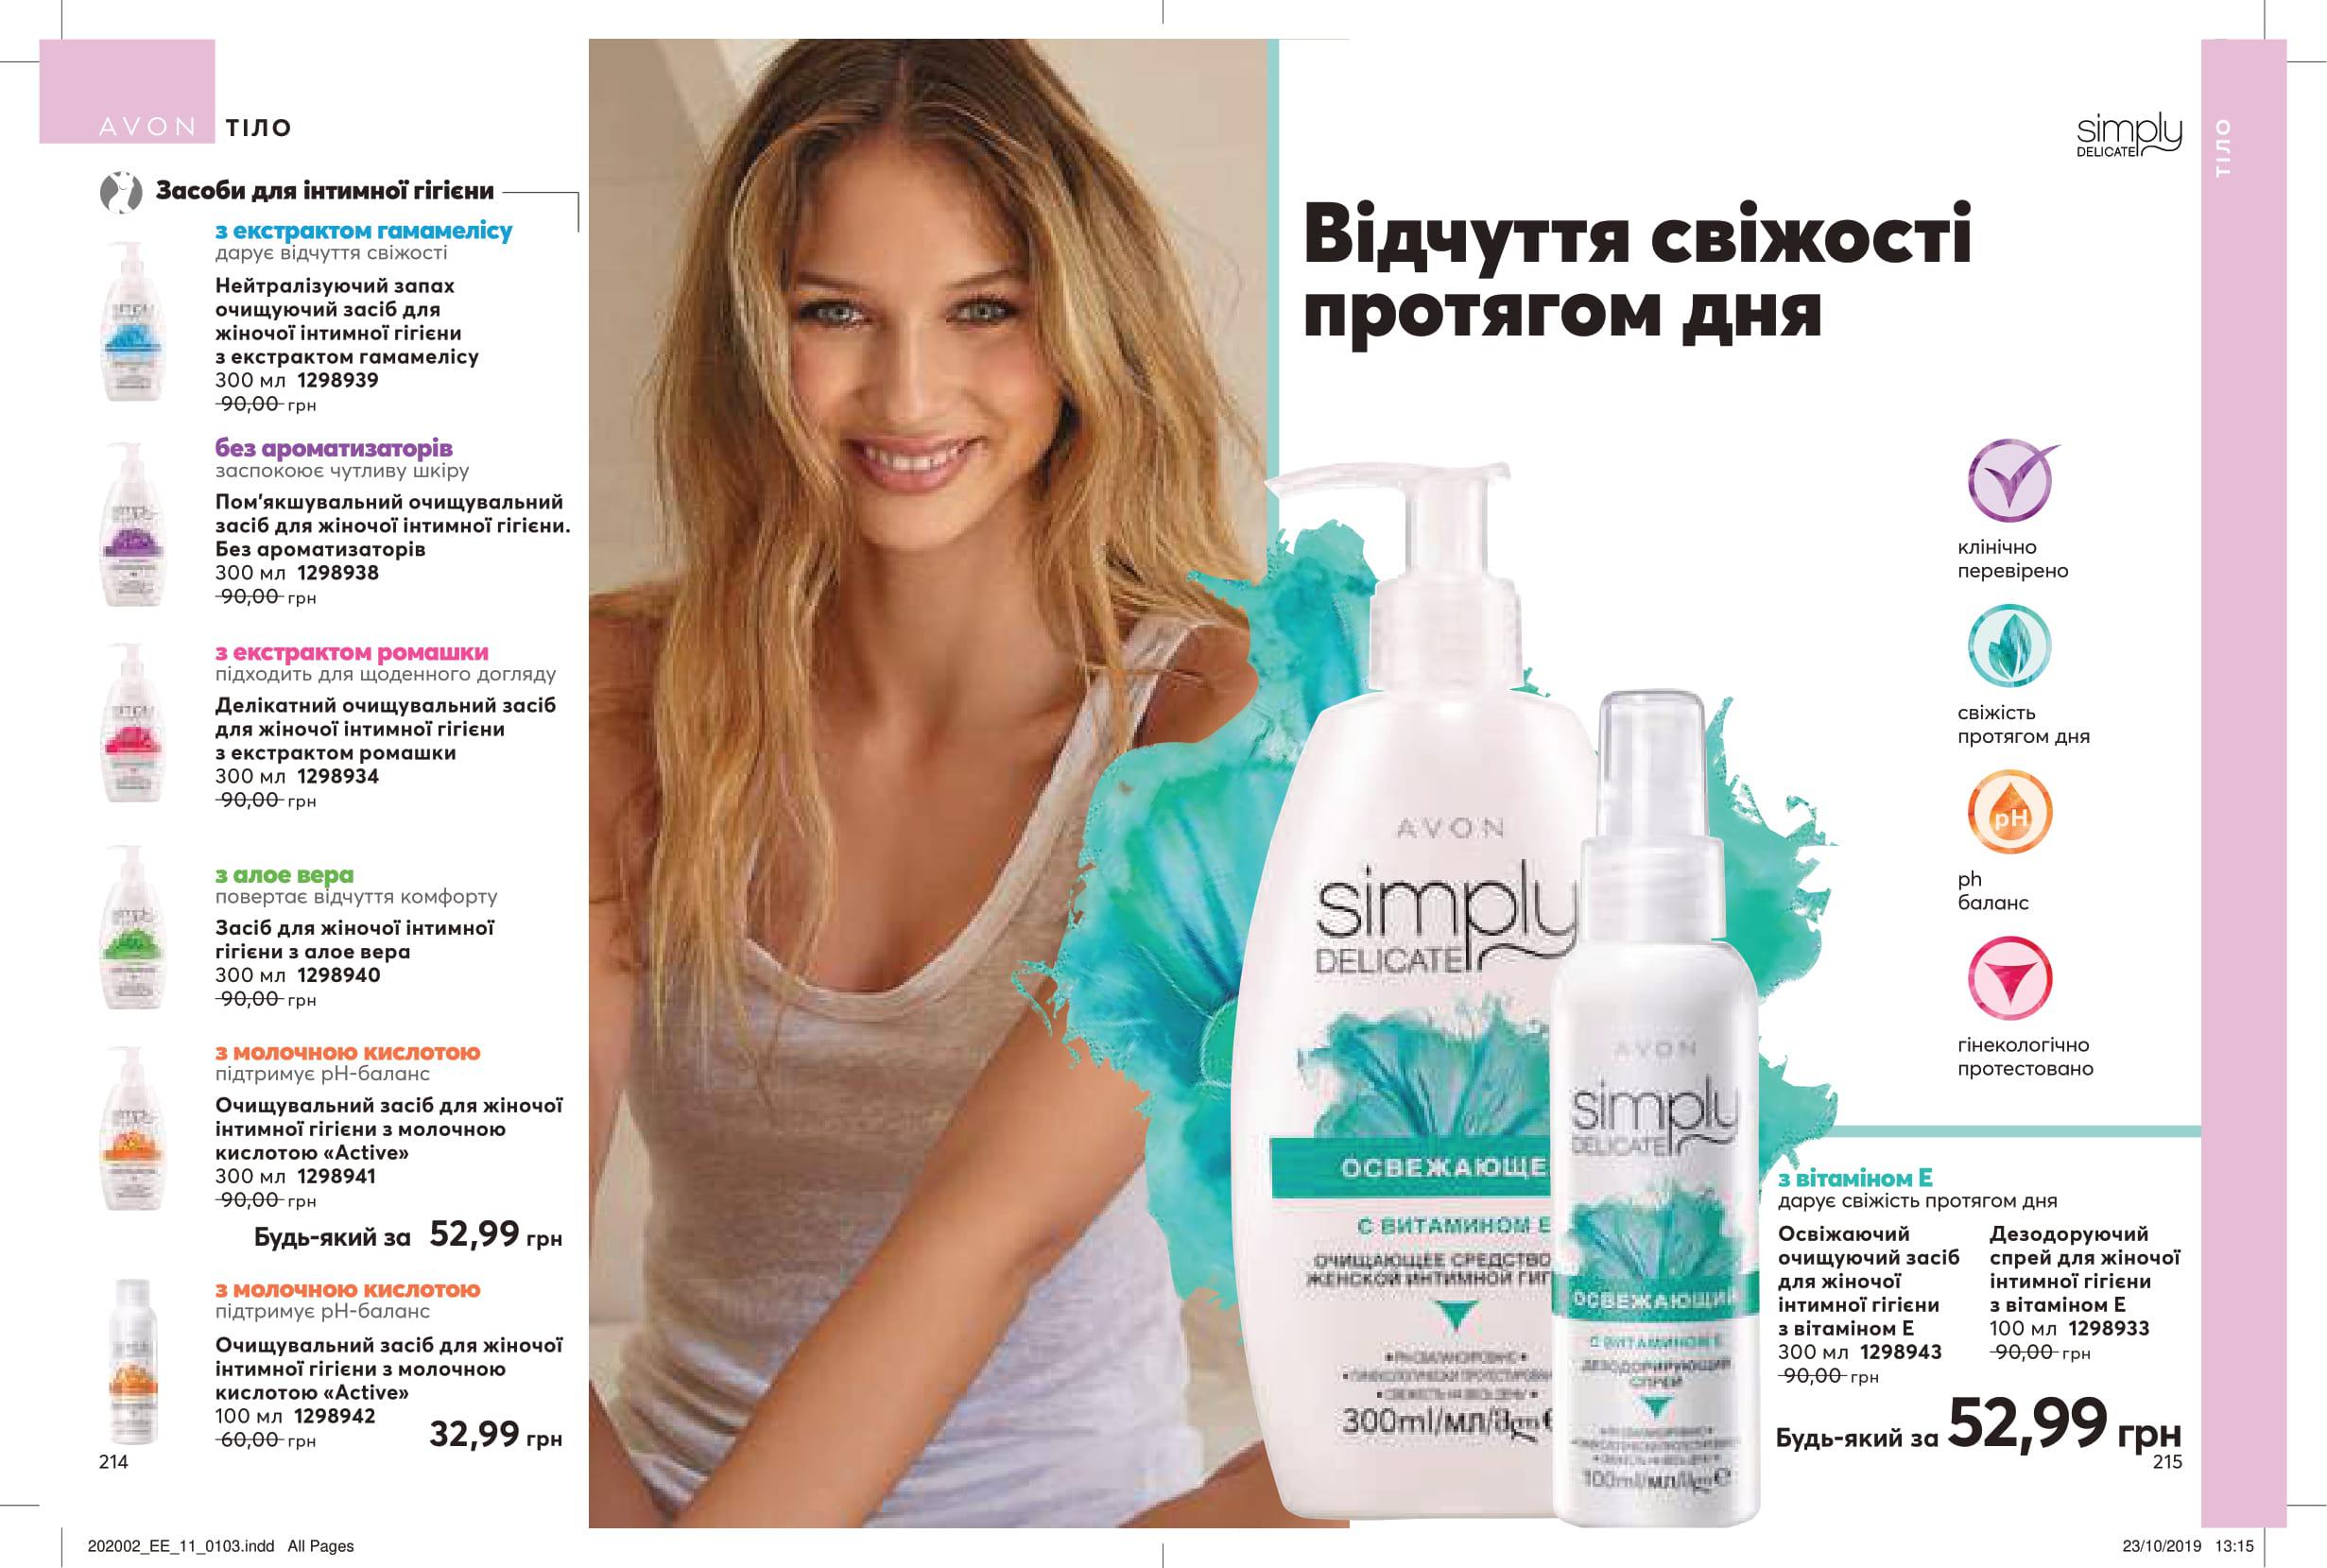 AVON ТІЛО
Засоби для інтимної гігієни
з екстрактом гамамелісу
дарує відчуття свіжості
Нейтралізуючий запах
очищуючий засіб для
жіночої інтимної гігієни
з екстрактом гамамелісу
300 мл 1298939
90,00 грн
без ароматизаторів
заспокоює чутливу шкіру
Пом'якшувальний очищувальний
засіб для жіночої інтимної гігієни.
Без ароматизаторів
300 мл 1298938
90,00 грн
з екстрактом ромашки
підходить для щоденного догляду
Делікатний очищувальний засіб
для жіночої інтимної гігієни
з екстрактом ромашки
300 мл 1298934
90,00 грн
з алое вера
повертає відчуття комфорту
Засіб для жіночої інтимної
гігієни з алое вера
300 мл 1298940
90,00 грн
з молочною кислотою
підтримує pH-баланс
Очищувальний засіб для жіночої
інтимної гігієни з молочною
кислотою «Active»
300 мл 1298941
90,00 грн
Будь-який за 52,99 грн
з молочною кислотою
підтримує pH-баланс
Очищувальний засіб для жіночої
інтимної гігієни з молочною
кислотою «Active»
100 мл 1298942
60,00 грн
32,99 грн
214
simply
DELICATE
ТІЛО
Відчуття свіжості
протягом дня
клінічно
перевірено
свіжість
протягом дня
pH
ph
баланс
гінекологічно
протестовано
AVON
simply
DELICATE
ОСВЕЖАЮЩЕ
С ВИТАМИНОМ Е
ОЧИЩАЮЩЕЕ СРЕДСТВО
ЖЕНСКОЙ ИНТИМНОЙ ГИГ
300ml/мл/
AVON
simply
DELICATE
ОСВЕЖАЮЩИЙ
С ВИТАМИНОМ Е
ДЕЗОДОРИРУЮЩИЙ
СПРЕЙ
100ml/мл/
з вітаміном Е
дарує свіжість протягом дня
Освіжаючий
очищуючий засіб
для жіночої
інтимної гігієни
з вітаміном Е
300 мл 1298943
90,00 грн
Дезодоруючий
спрей для жіночої
інтимної гігієни
з вітаміном Е
100 мл 1298933
90,00 грн
Будь-який за 52,99 грн
215
202002_EE_11_0103.indd All Pages
23/10/2019 13:15